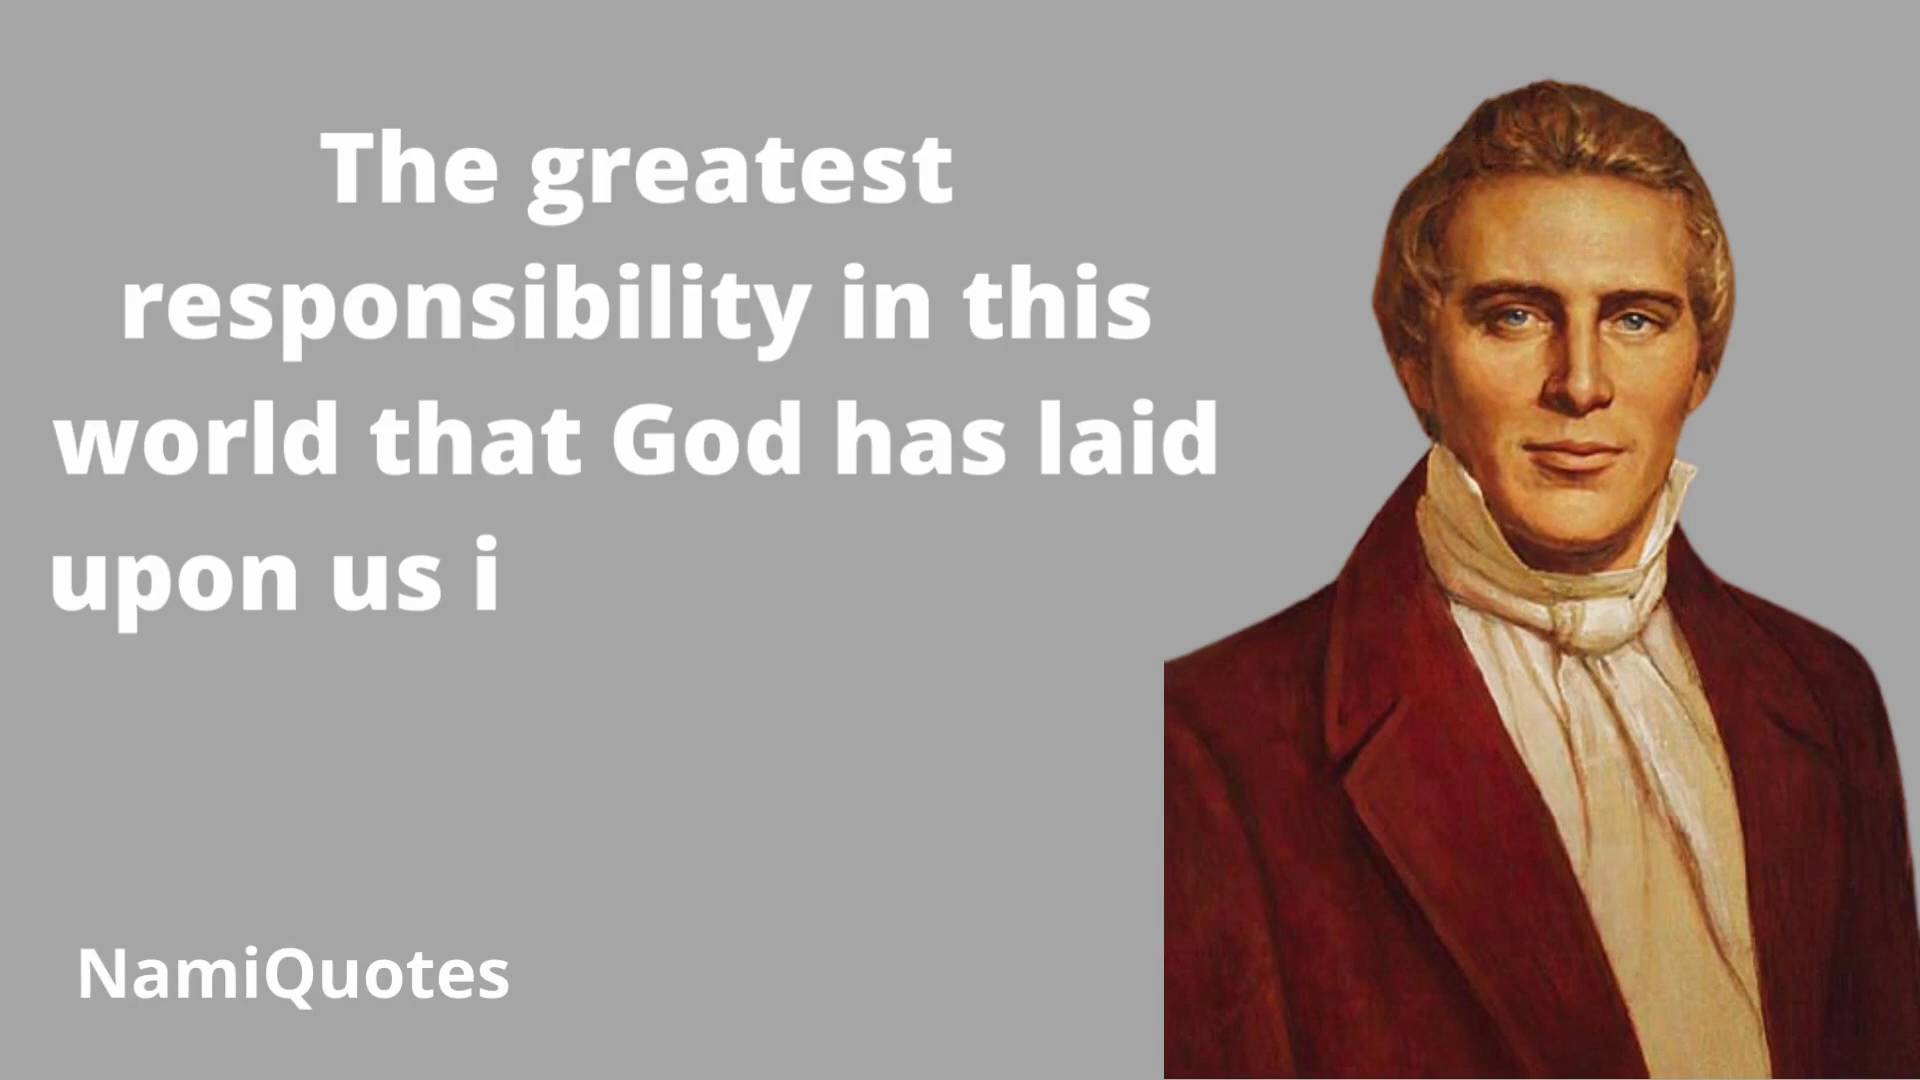 The greatest
responsibility in this
world that God has laid
upon us i
NamiQuotes